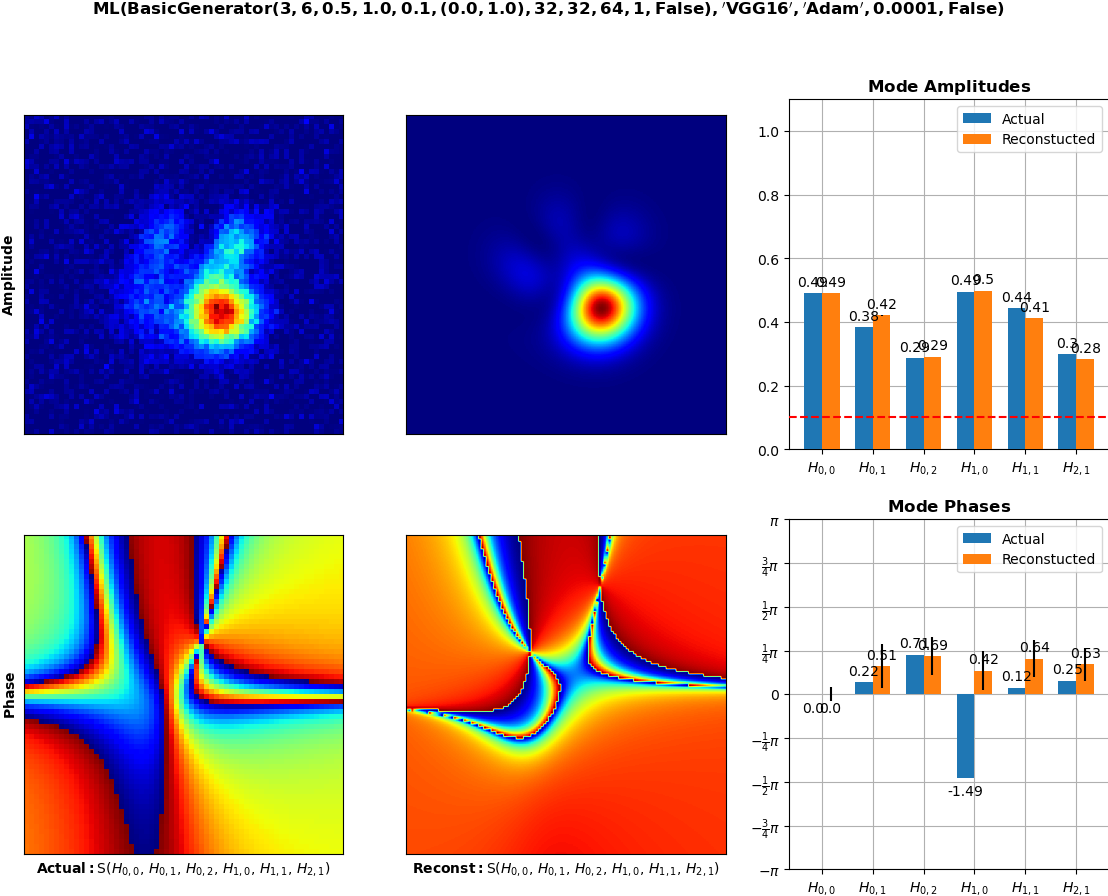 ML(BasicGenerator(3, 6, 0.5, 1.0, 0.1, (0.0, 1.0), 32, 32, 64, 1, False), 'VGG16', 'Adam', 0.0001, False)
Amplitude
Mode Amplitudes
Actual
Reconstucted
1.0
0.8
0.6
0.4
0.2
0.0
0.49 0.49
0.38 0.42
0.29 0.29
0.49 0.5
0.44 0.41
0.3 0.28
H0,0 H0,1 H0,2 H1,0 H1,1 H2,1
Phase
Mode Phases
Actual
Reconstucted
π
3/4π
1/2π
1/4π
0
−1/4π
−1/2π
−3/4π
−π
0.0 0.0
0.22 0.51
0.71 0.69
-1.49 0.42
0.12 0.64
0.25 0.53
H0,0 H0,1 H0,2 H1,0 H1,1 H2,1
Actual: S(H0,0, H0,1, H0,2, H1,0, H1,1, H2,1)
Reconst: S(H0,0, H0,1, H0,2, H1,0, H1,1, H2,1)